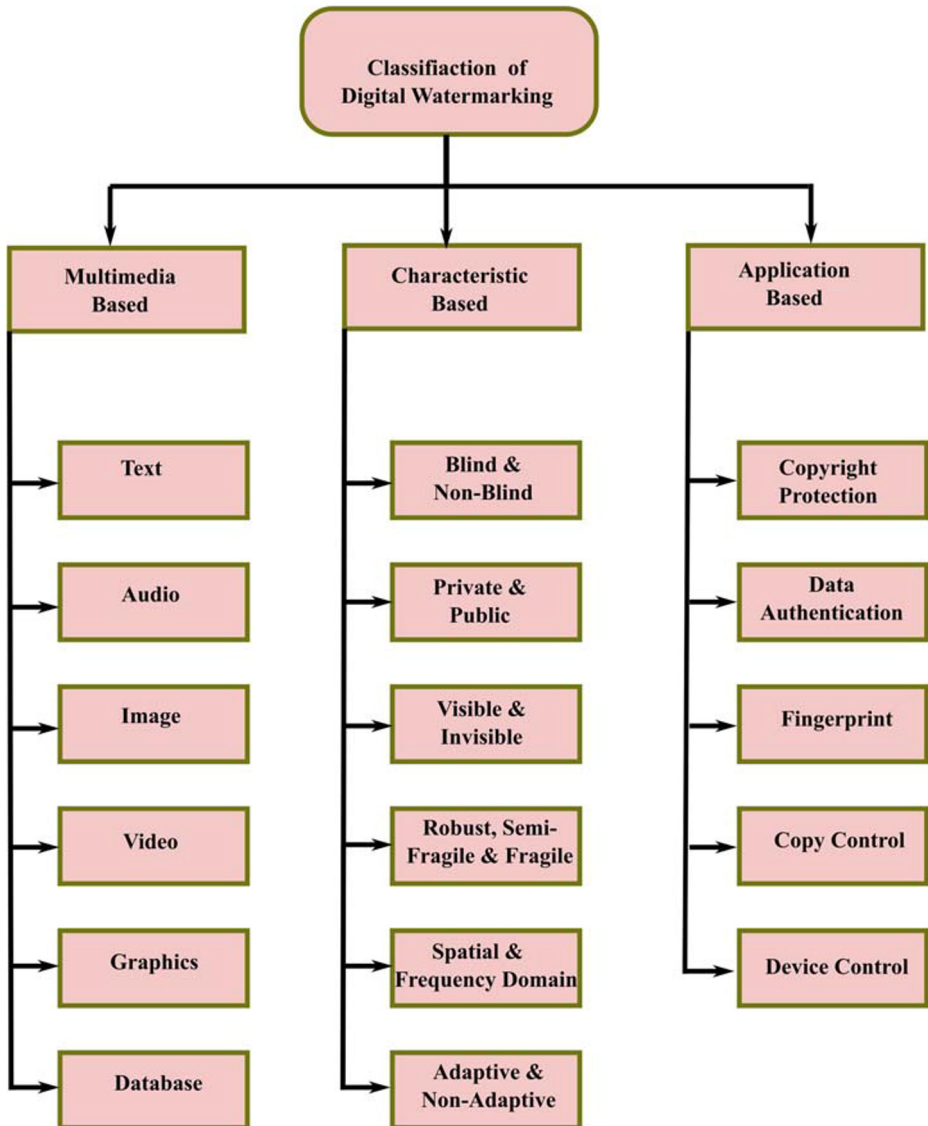 Classifiaction of
Digital Watermarking
Multimedia
Based
Characteristic
Based
Application
Based
Text
Audio
Image
Video
Graphics
Database
Blind &
Non-Blind
Private &
Public
Visible &
Invisible
Robust, Semi-
Fragile & Fragile
Spatial &
Frequency Domain
Adaptive &
Non-Adaptive
Copyright
Protection
Data
Authentication
Fingerprint
Copy Control
Device Control